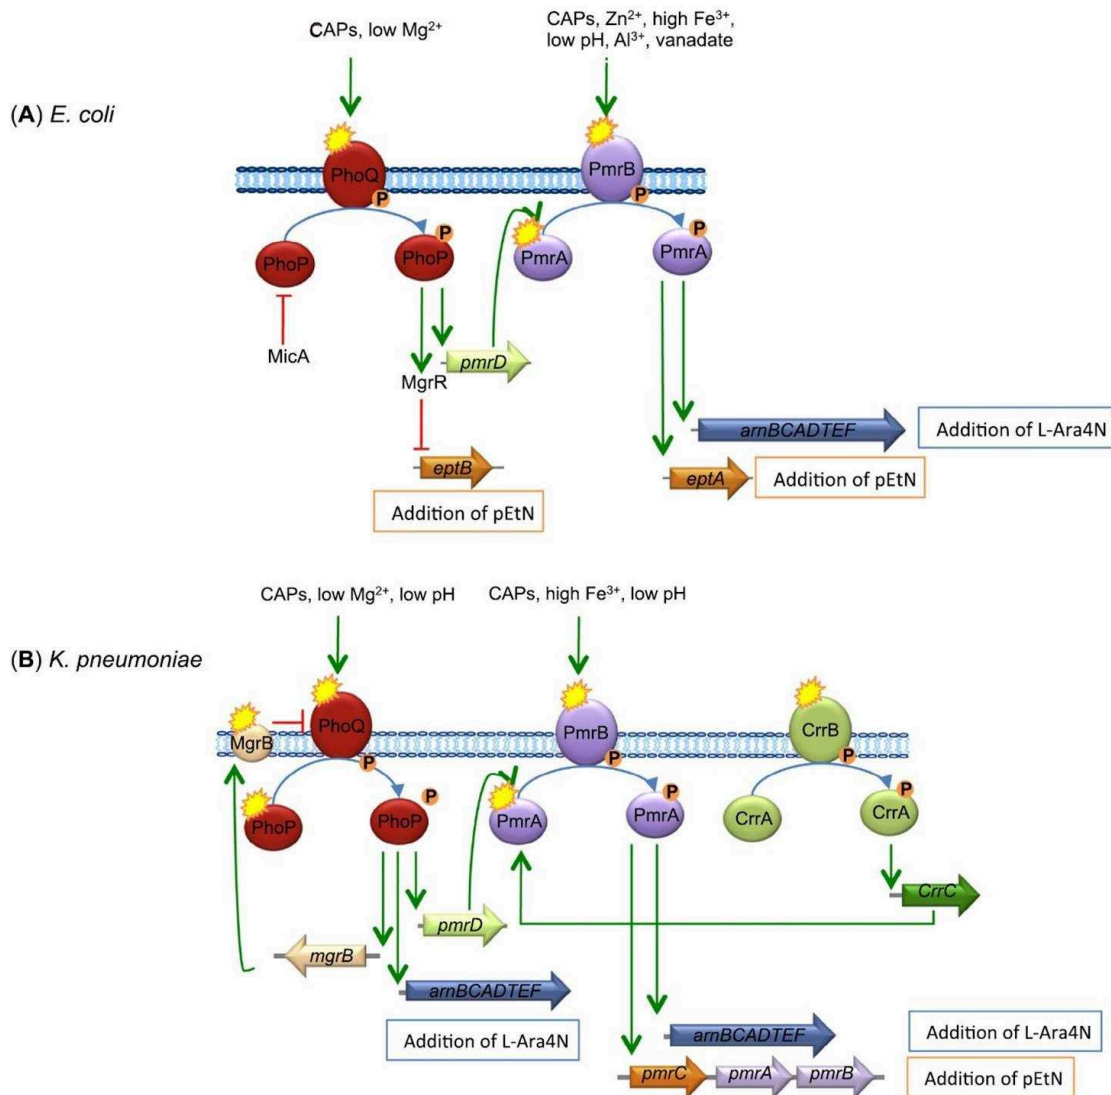 CAPs, low Mg²⁺
CAPs, Zn²⁺, high Fe³⁺,
low pH, Al³⁺, vanadate
(A) E. coli
PhoQ
PmrB
P
P
PhoP
PhoP
P
PmrA
PmrA
P
MicA
MgrR
pmrD
arnBCADTEF
Addition of L-Ara4N
eptB
eptA
Addition of pEtN
Addition of pEtN
CAPs, low Mg²⁺, low pH
CAPs, high Fe³⁺, low pH
(B) K. pneumoniae
MgrB
PhoQ
PmrB
CrrB
P
P
P
PhoP
PhoP
P
PmrA
PmrA
P
CrrA
CrrA
P
CrrC
pmrD
mgrB
arnBCADTEF
Addition of L-Ara4N
arnBCADTEF
Addition of L-Ara4N
pmrC
pmrA
pmrB
Addition of pEtN